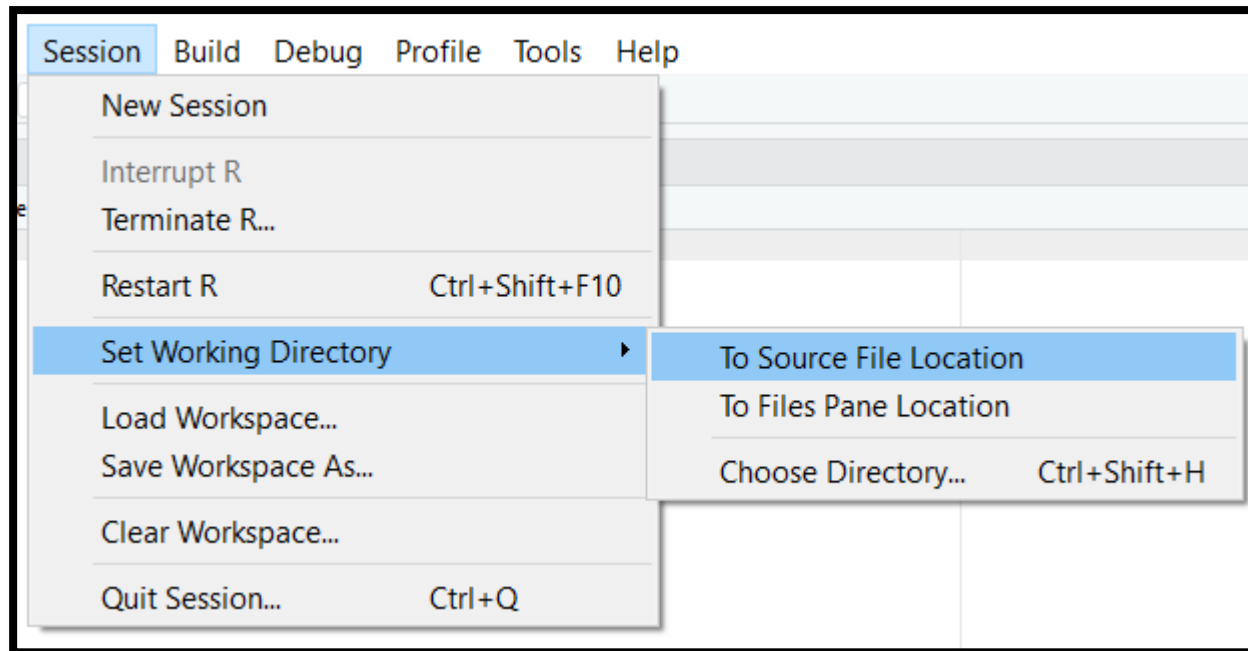 Session Build Debug Profile Tools Help
New Session
Interrupt R
Terminate R...
Restart R Ctrl+Shift+F10
Set Working Directory
To Source File Location
To Files Pane Location
Choose Directory... Ctrl+Shift+H
Load Workspace...
Save Workspace As...
Clear Workspace...
Quit Session... Ctrl+Q